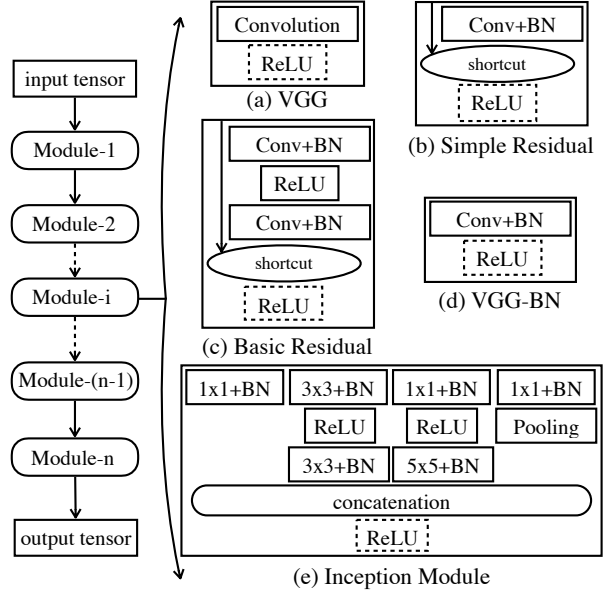 input tensor
Module-1
Module-2
Module-i
Module-(n-1)
Module-n
output tensor
Convolution
ReLU
(a) VGG
Conv+BN
shortcut
ReLU
(b) Simple Residual
Conv+BN
ReLU
Conv+BN
shortcut
ReLU
(c) Basic Residual
Conv+BN
ReLU
(d) VGG-BN
1x1+BN 3x3+BN 1x1+BN 1x1+BN
ReLU ReLU Pooling
3x3+BN 5x5+BN
concatenation
ReLU
(e) Inception Module